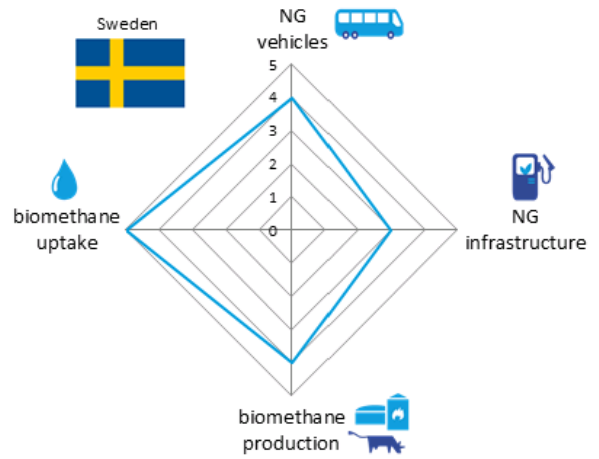 Sweden
NG
vehicles
5
4
3
2
1
0
biomethane
uptake
NG
infrastructure
biomethane
production